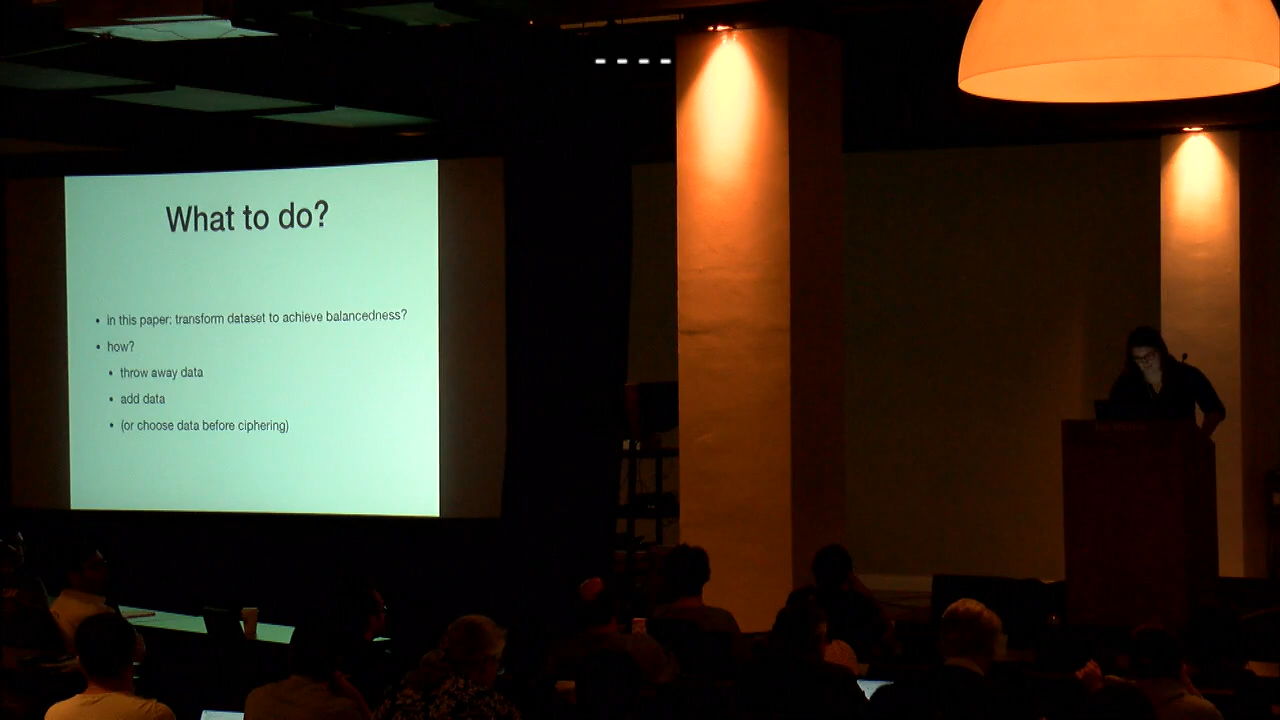 What to do?
• in this paper: transform dataset to achieve balancedness?
• how?
• throw away data
• add data
• (or choose data before ciphering)